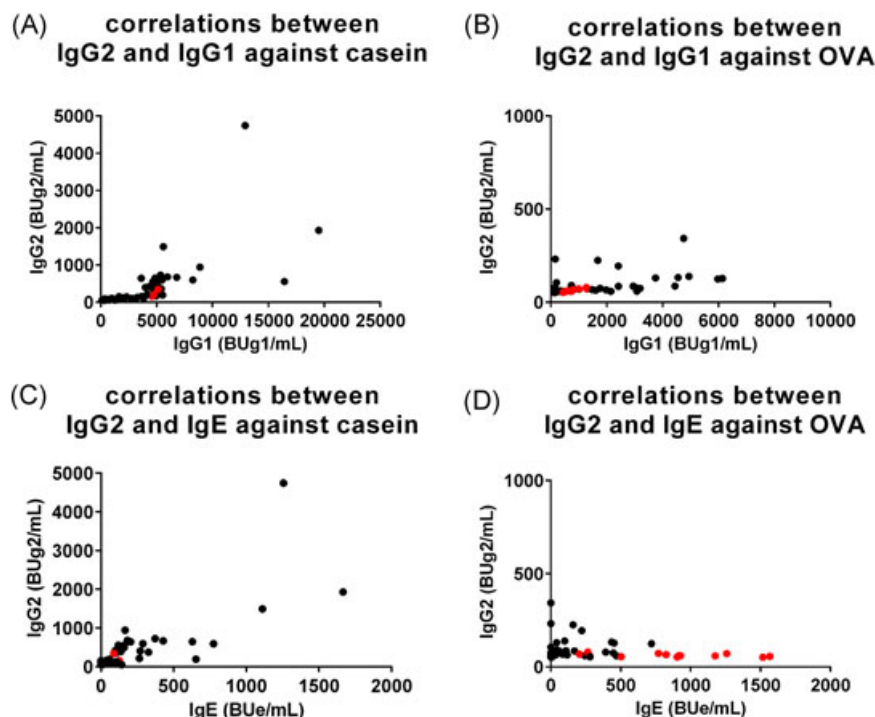 (A)
correlations between
IgG2 and IgG1 against casein
5000
4000
3000
2000
1000
0
IgG2 (BUg2/mL)
0 5000 10000 15000 20000 25000
IgG1 (BUg1/mL)
(B)
correlations between
IgG2 and IgG1 against OVA
1000
500
0
IgG2 (BUg2/mL)
0 2000 4000 6000 8000 10000
IgG1 (BUg1/mL)
(C)
correlations between
IgG2 and IgE against casein
5000
4000
3000
2000
1000
0
IgG2 (BUg2/mL)
0 500 1000 1500 2000
IgE (BUe/mL)
(D)
correlations between
IgG2 and IgE against OVA
1000
500
0
IgG2 (BUg2/mL)
0 500 1000 1500 2000
IgE (BUe/mL)